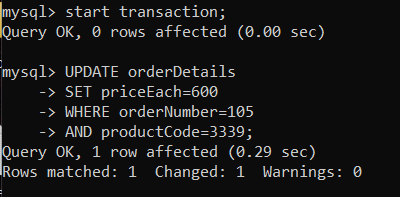 mysql> start transaction;
Query OK, 0 rows affected (0.00 sec)
mysql> UPDATE orderDetails
-> SET priceEach=600
-> WHERE orderNumber=105
-> AND productCode=3339;
Query OK, 1 row affected (0.29 sec)
Rows matched: 1  Changed: 1  Warnings: 0